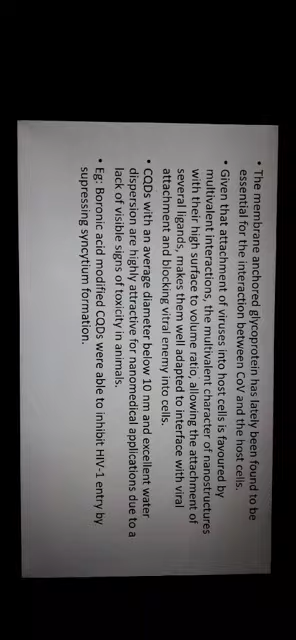 • The membrane anchored glycoprotein has lately been found to be
essential for the interaction between CoV and the host cells.
• Given that attachment of viruses into host cells is favoured by
multivalent interactions, the multivalent character of nanostructures
with their high surface to volume ratio, allowing the attachment of
several ligands, makes them well adapted to interface with viral
attachment and blocking vitral enemy into cells.
• CQDs with an average diameter below 10 nm and excellent water
dispersion are highly attractive for nanomedical applications due to a
lack of visible signs of toxicity in animals.
• Eg: Boronic acid modified CQDs were able to inhibit HIV-1 entry by
supressing syncytium formation.